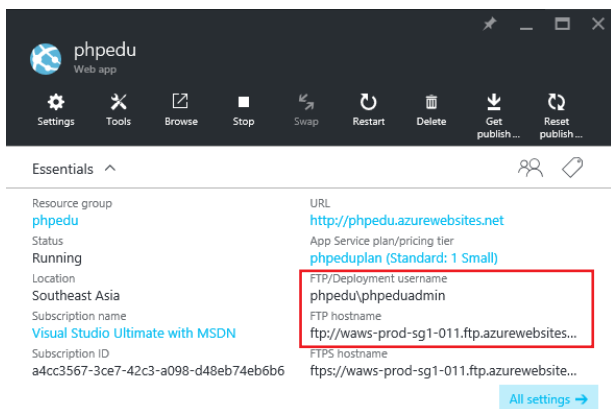 phpedu
Web app
Settings
Tools
Browse
Stop
Swap
Restart
Delete
Get publish...
Reset publish...
Essentials
Resource group
phpedu
Status
Running
Location
Southeast Asia
Subscription name
Visual Studio Ultimate with MSDN
Subscription ID
a4cc3567-3ce7-42c3-a098-d48eb74eb6b6
URL
http://phpedu.azurewebsites.net
App Service plan/pricing tier
phpeduplan (Standard: 1 Small)
FTP/Deployment username
phpedu\phpeduadmin
FTP hostname
ftp://waws-prod-sg1-011.ftp.azurewebsites...
FTPS hostname
ftps://waws-prod-sg1-011.ftp.azurewebsite...
All settings →